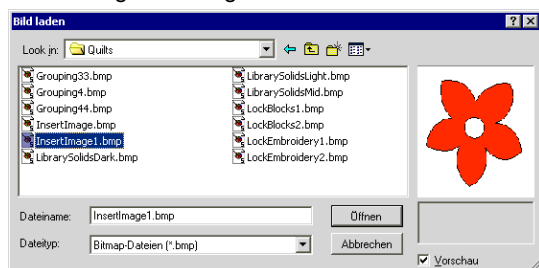 Bild laden
Look in: Quilts
Grouping33.bmp
Grouping4.bmp
Grouping44.bmp
InsertImage.bmp
InsertImage1.bmp
LibrarySolidsDark.bmp
LibrarySolidsLight.bmp
LibrarySolidsMid.bmp
LockBlocks1.bmp
LockBlocks2.bmp
LockEmbroidery1.bmp
LockEmbroidery2.bmp
Dateiname: InsertImage1.bmp Öffnen
Dateityp: Bitmap-Dateien (*.bmp) Abbrechen
Vorschau